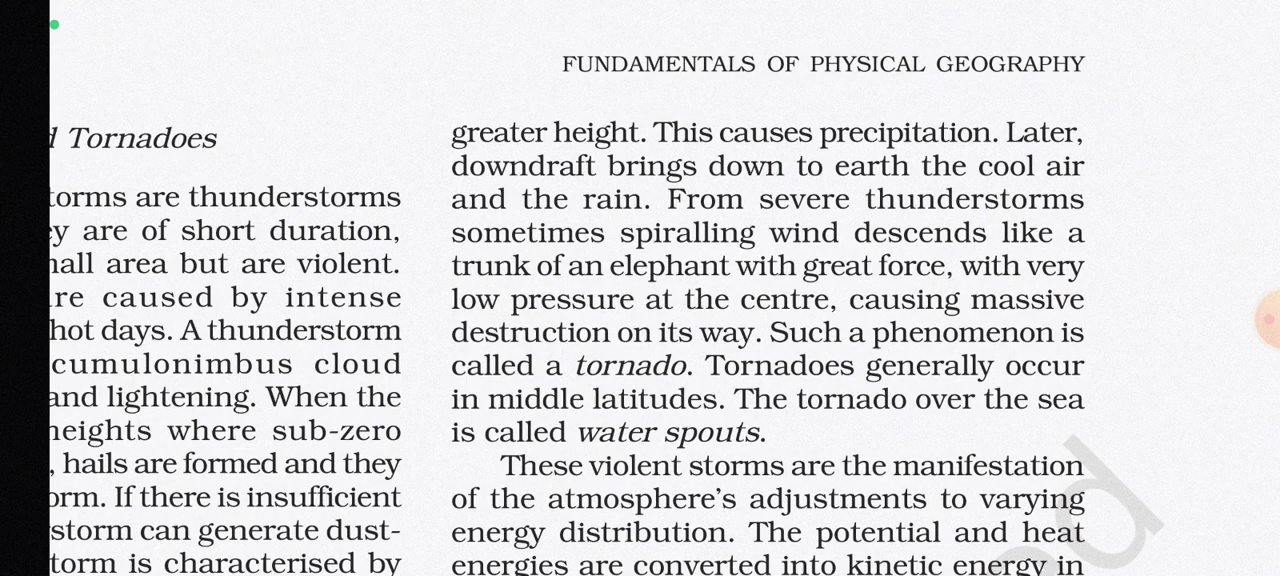 FUNDAMENTALS OF PHYSICAL GEOGRAPHY
Tornadoes
are thunderstorms
are of short duration,
area but are violent.
caused by intense
hot days. A thunderstorm
cumulonimbus cloud
and lightening. When the
heights where sub-zero
, hails are formed and they
If there is insufficient
can generate dust-
is characterised by
greater height. This causes precipitation. Later,
downdraft brings down to earth the cool air
and the rain. From severe thunderstorms
sometimes spiralling wind descends like a
trunk of an elephant with great force, with very
low pressure at the centre, causing massive
destruction on its way. Such a phenomenon is
called a tornado. Tornadoes generally occur
in middle latitudes. The tornado over the sea
is called water spouts.
These violent storms are the manifestation
of the atmosphere’s adjustments to varying
energy distribution. The potential and heat
energies are converted into kinetic energy in